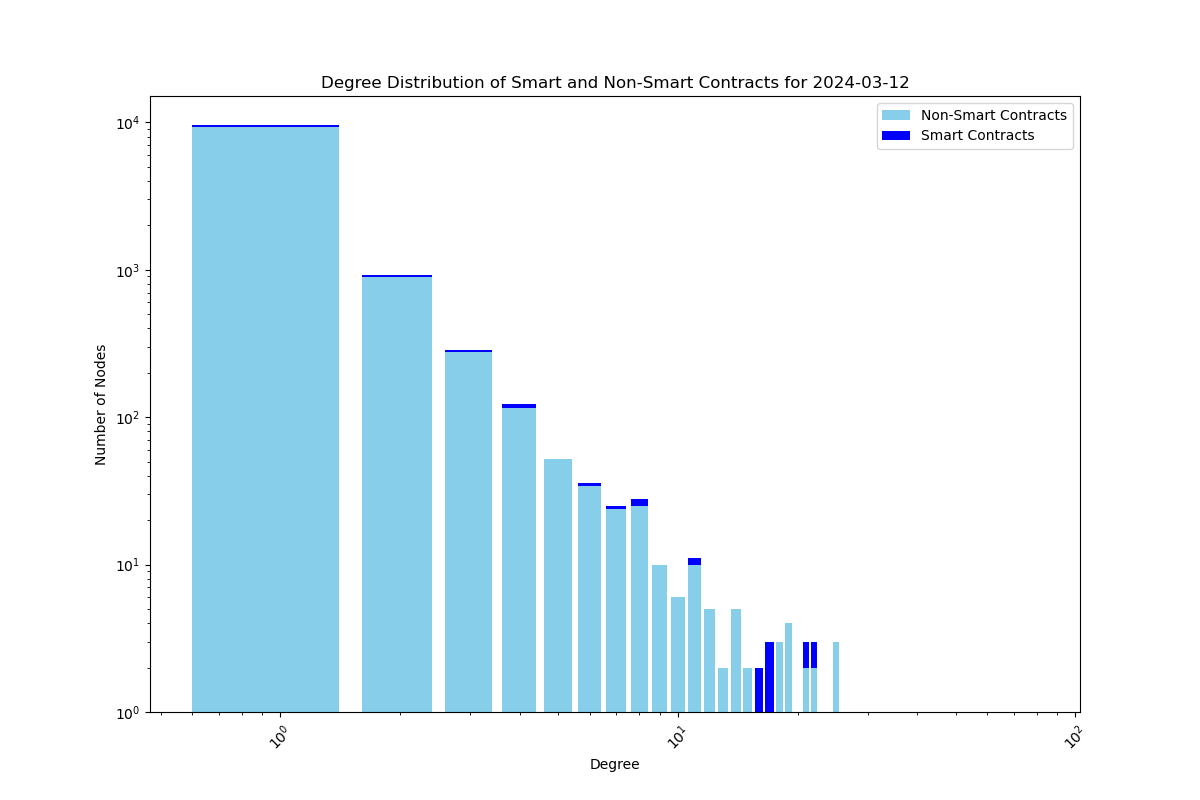 Degree Distribution of Smart and Non-Smart Contracts for 2024-03-12
Non-Smart Contracts
Smart Contracts
Number of Nodes
10⁴
10³
10²
10¹
10⁰
10⁰ 10¹ 10²
Degree